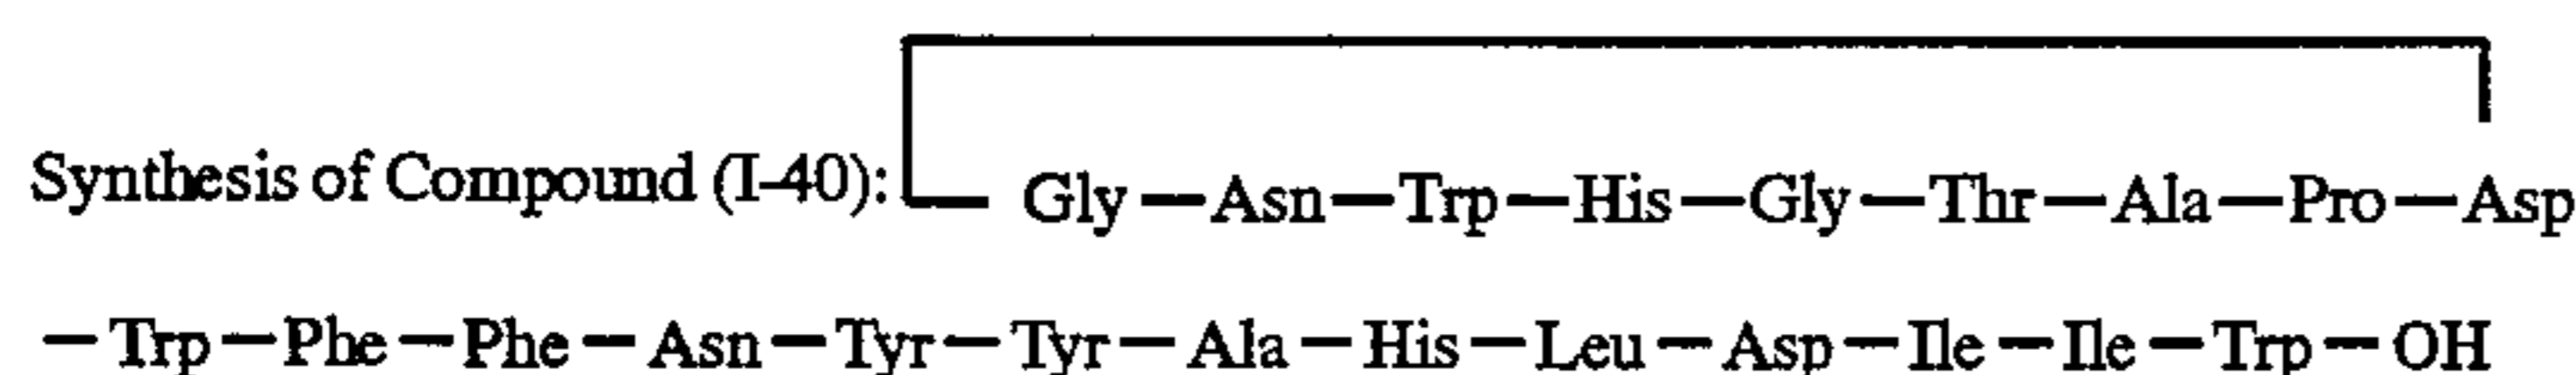 Synthesis of Compound (I-40): Gly—Asn—Trp—His—Gly—Thr—Ala—Pro—Asp
—Trp—Phe—Phe—Asn—Tyr—Tyr—Ala—His—Leu—Asp—Ile—Ile—Trp—OH